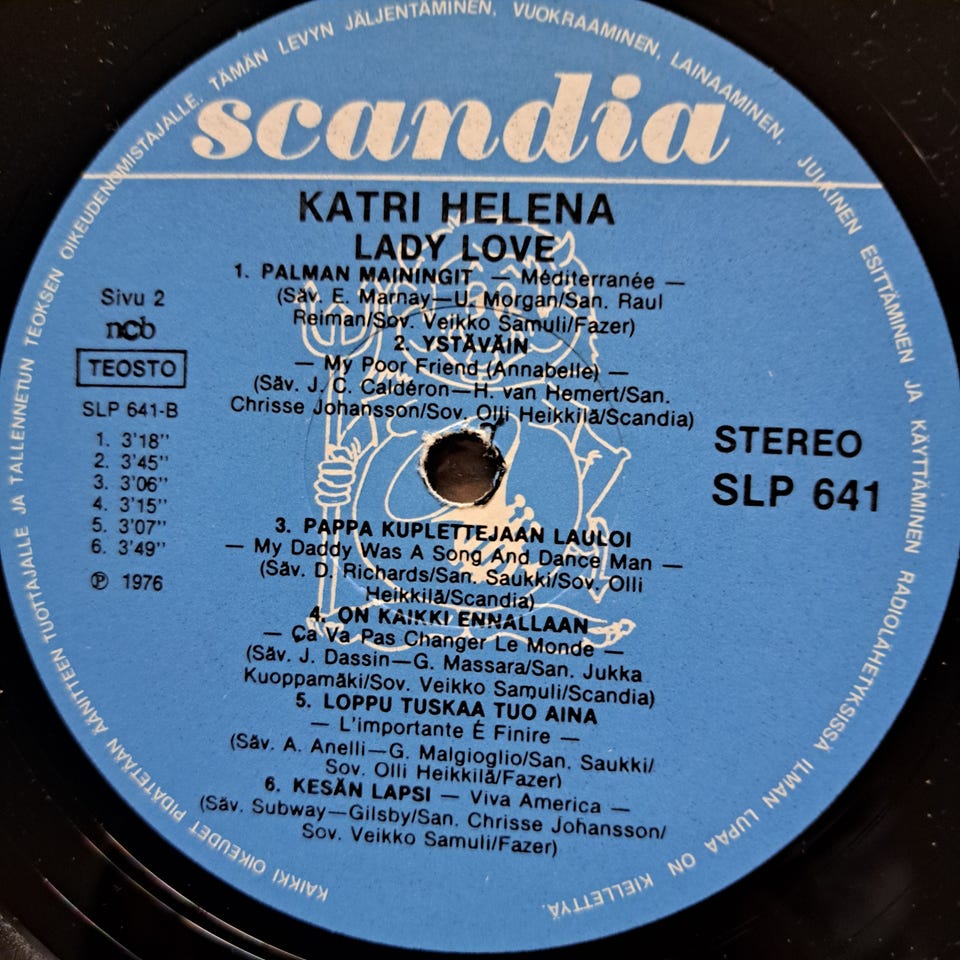 KAIKKI OIKEUDET PIDÄTETÄÄN ÄÄNITTEEN TUOTTAJALLE JA TALLENNETUN TEOKSEN OIKEUDENOMISTAJALLE. TÄMÄN LEVYN JÄLJENTÄMINEN, VUOKRAAMINEN, LAINAAMINEN, JULKINEN ESITTÄMINEN JA KÄYTTÄMINEN RADIOLÄHETYKSISSÄ ILMAN LUPAA ON KIELLETTYÄ.
scandia
KATRI HELENA
LADY LOVE
1. PALMAN MAININGIT — Méditerranée —
(Säv. E. Marnay—U. Morgan/San. Raul
Reiman/Sov. Veikko Samuli/Fazer)
2. YSTÄVÄIN
— My Poor Friend (Annabelle) —
(Säv. J. C. Caldéron—H. van Hemert/San.
Chrisse Johansson/Sov. Olli Heikkilä/Scandia)
Sivu 2
ncb
TEOSTO
SLP 641-B
1. 3'18"
2. 3'45"
3. 3'06"
4. 3'15"
5. 3'07"
6. 3'49"
℗ 1976
STEREO
SLP 641
3. PAPPA KUPLETTEJAAN LAULOI
— My Daddy Was A Song And Dance Man —
(Säv. D. Richards/San. Saukki/Sov. Olli
Heikkilä/Scandia)
4. ON KAIKKI ENNALLAAN
— Ca Va Pas Changer Le Monde —
(Säv. J. Dassin—G. Massara/San. Jukka
Kuoppamäki/Sov. Veikko Samuli/Scandia)
5. LOPPU TUSKAA TUO AINA
— L'importante É Finire —
(Säv. A. Anelli—G. Malgioglio/San. Saukki/
Sov. Olli Heikkilä/Fazer)
6. KESÄN LAPSI — Viva America —
(Säv. Subway—Gilsby/San. Chrisse Johansson/
Sov. Veikko Samuli/Fazer)